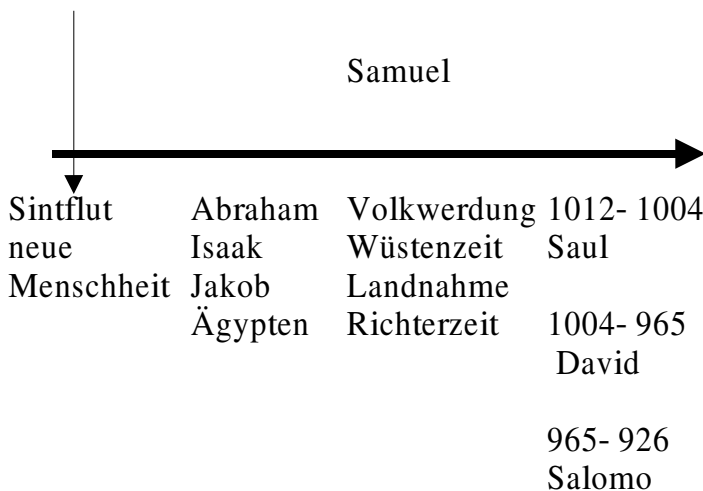 Samuel
Sintflut
neue
Menschheit
Abraham
Isaak
Jakob
Ägypten
Volkwerdung
Wüstenzeit
Landnahme
Richterzeit
1012- 1004
Saul
1004- 965
David
965- 926
Salomo